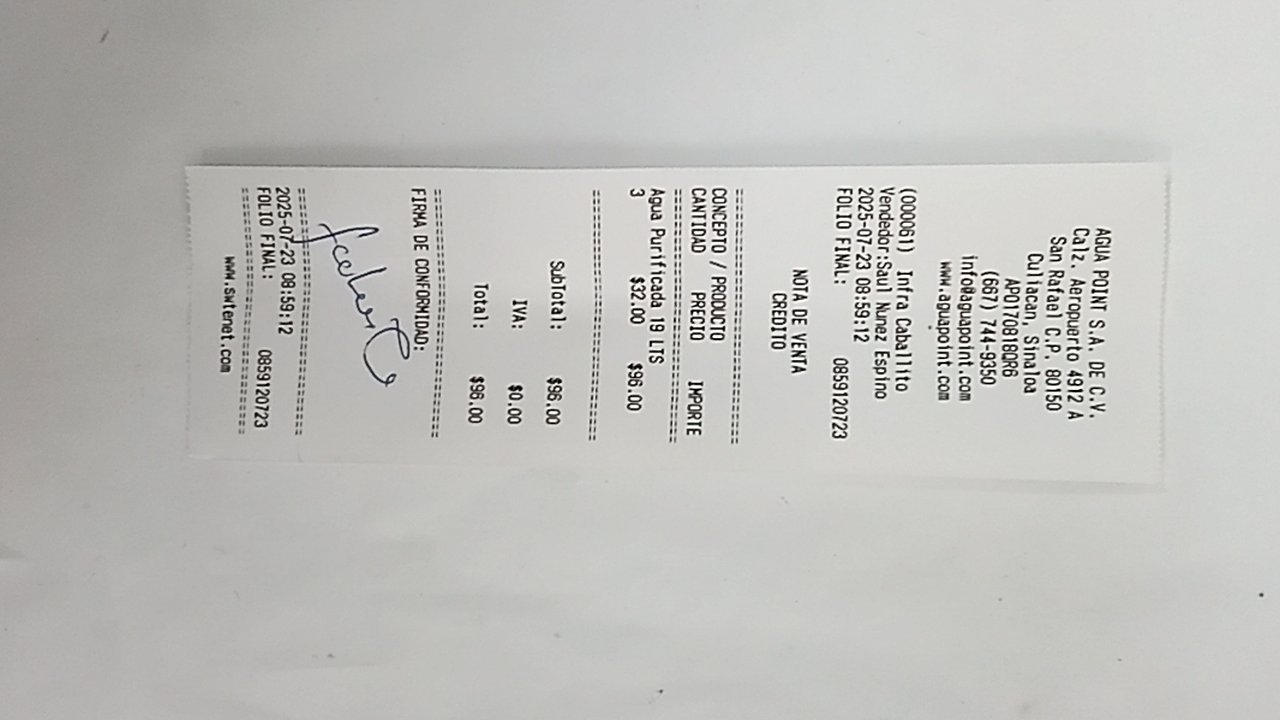 AGUA POINT S.A. DE C.V.
Calz. Aeropuerto 4912 A
San Rafael C.P. 80150
Culiacan, Sinaloa
APO170818QR6
(667) 744-9350
info@aguapoint.com
www.aguapoint.com
(000061) Infra Caballito
Vendedor:Saul Nunez Espino
2025-07-23 08:59:12
FOLIO FINAL: 0859120723
NOTA DE VENTA
CREDITO
CONCEPTO / PRODUCTO
CANTIDAD PRECIO IMPORTE
Agua Purificada 19 LTS
3 $32.00 $96.00
SubTotal: $96.00
IVA: $0.00
Total: $96.00
FIRMA DE CONFORMIDAD:
2025-07-23 08:59:12
FOLIO FINAL: 0859120723
www.swtenet.com